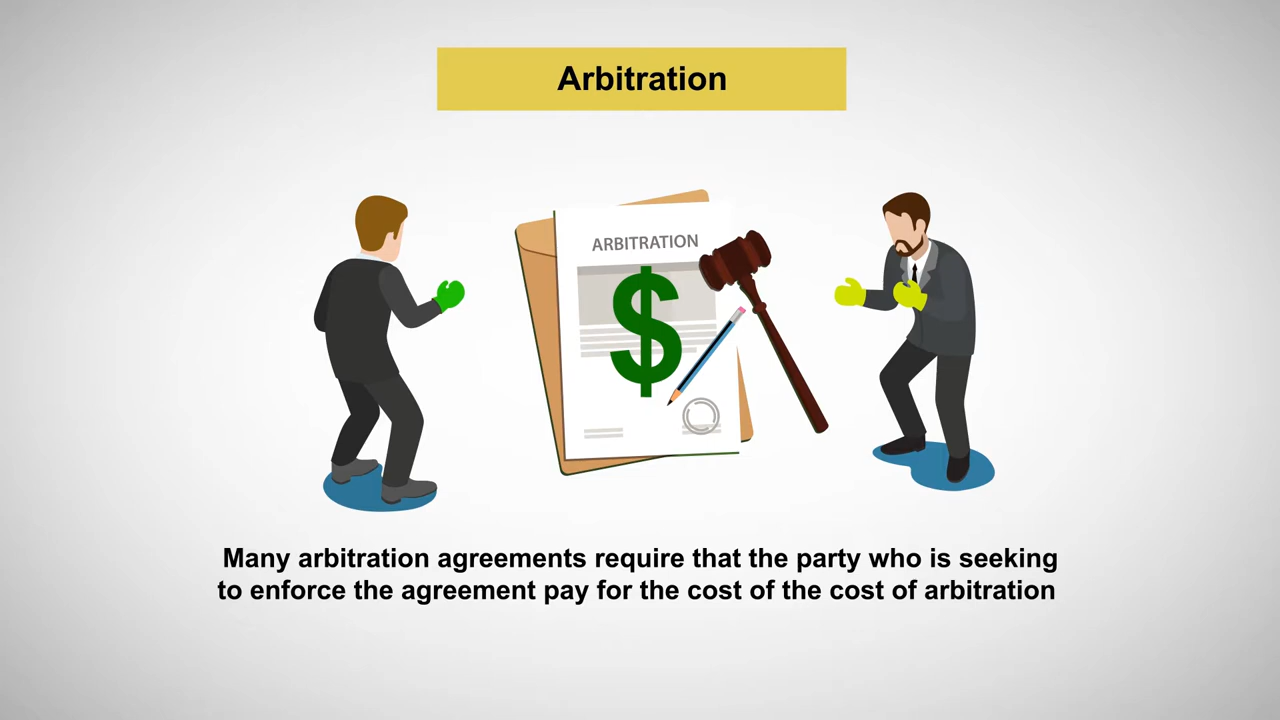 Arbitration
ARBITRATION
$
Many arbitration agreements require that the party who is seeking
to enforce the agreement pay for the cost of the cost of arbitration